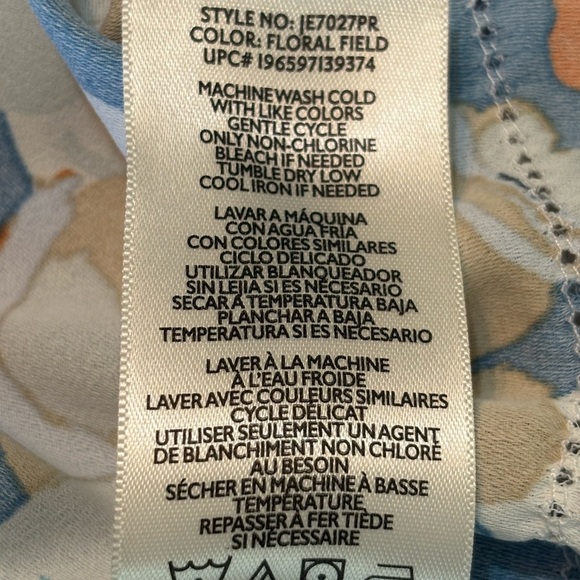 STYLE NO: JE7027PR
COLOR: FLORAL FIELD
UPC# 196597139374
MACHINE WASH COLD
WITH LIKE COLORS
GENTLE CYCLE
ONLY NON-CHLORINE
BLEACH IF NEEDED
TUMBLE DRY LOW
COOL IRON IF NEEDED
LAVAR A MÁQUINA
CON AGUA FRÍA
CON COLORES SIMILARES
CICLO DELICADO
UTILIZAR BLANQUEADOR
SIN LEJIA SI ES NECESARIO
SECAR Á TEMPERATURA BAJA
PLANCHAR A BAJA
TEMPERATURA SI ES NECESARIO
LAVER À LA MACHINE
À L'EAU FROIDE
LAVER AVEC COULEURS SIMILAIRES
CYCLE DÉLICAT
UTILISER SEULEMENT UN AGENT
DE BLANCHIMENT NON CHLORÉ
AU BESOIN
SÉCHER EN MACHINE À BASSE
TEMPÉRATURE
REPASSER À FER TIÈDE
SI NÉCESSAIRE